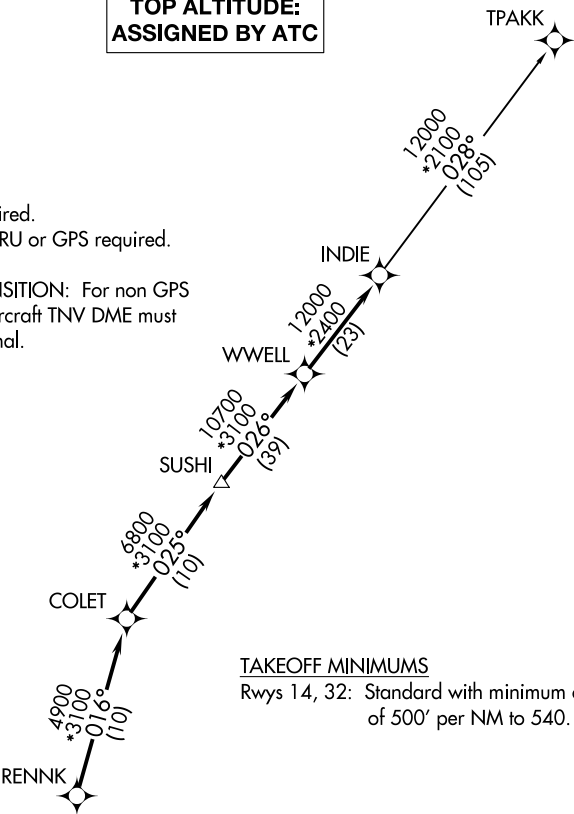 TOP ALTITUDE:
ASSIGNED BY ATC
TPAKK
12000
*2100
028°
(105)
ired.
RU or GPS required.
INDIE
NSITION: For non GPS
rcraft TNV DME must
nal.
12000
*2400
(23)
WWELL
10700
*3100
026°
(39)
SUSHI
6800
*3100
025°
(10)
COLET
TAKEOFF MINIMUMS
Rwys 14, 32: Standard with minimum
of 500' per NM to 540.
4900
*3100
016°
(10)
RENNK